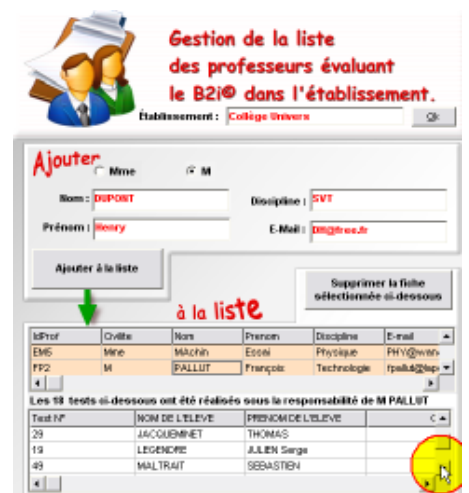 Gestion de la liste
des professeurs évaluant
le B2i© dans l'établissement.
Établissement : Collège Univers Ok
Ajouter
Mme M
Nom : DUPONT Discipline : SVT
Prénom : Henry E-Mail : DH@free.fr
Ajouter à la liste
Supprimer la fiche
sélectionnée ci-dessous
à la liste
IdProf Civilite Nom Prenom Discipline E-mail
EM5 Mme MAchin Essai Physique
FP2 M PALLUT François Technologie
Les 18 tests ci-dessous ont été réalisés sous la responsabilité de M PALLUT
Test N° NOM DE L'ELEVE PRENOM DE L'ELEVE C
29 JACQUEMINET THOMAS
19 LEGENDRE JULIEN Serge
49 MALTRAIT SEBASTIEN